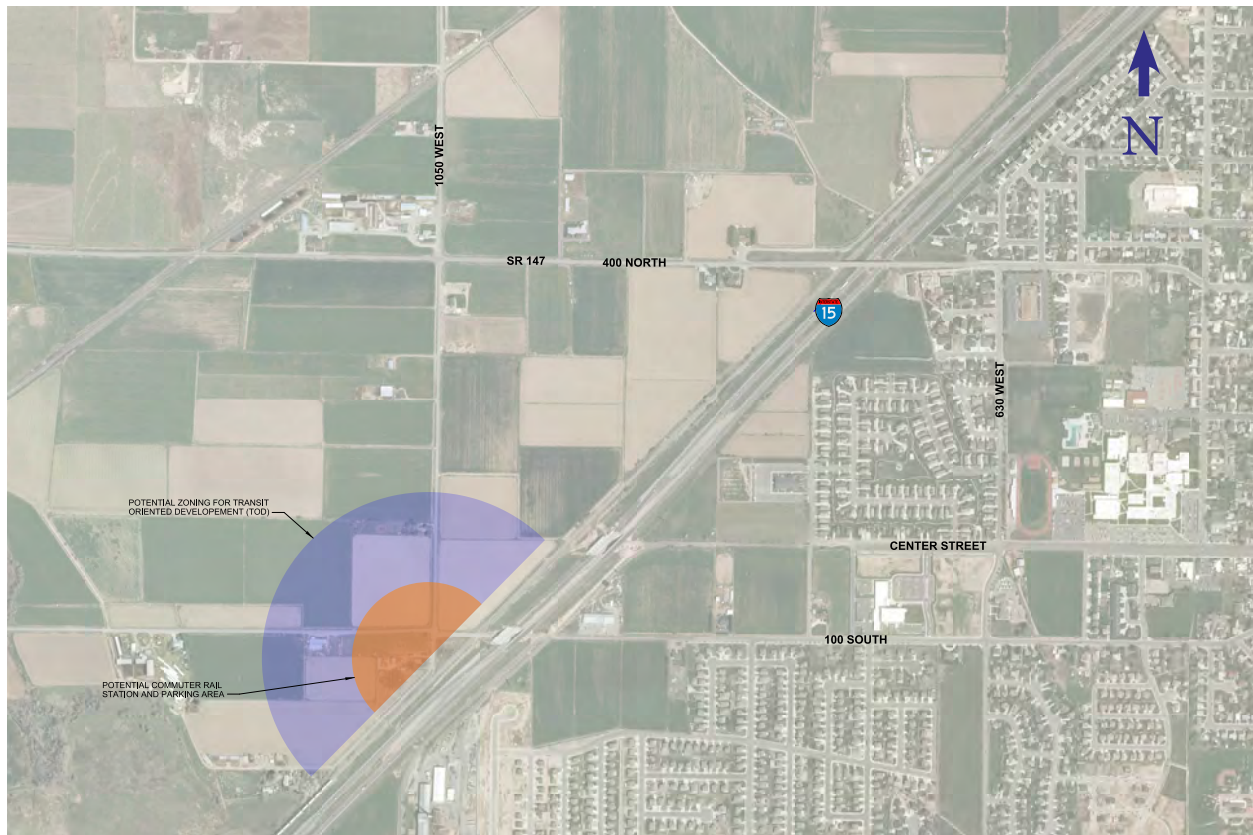 N
1050 WEST
SR 147
400 NORTH
15
630 WEST
POTENTIAL ZONING FOR TRANSIT
ORIENTED DEVELOPEMENT (TOD)
CENTER STREET
100 SOUTH
POTENTIAL COMMUTER RAIL
STATION AND PARKING AREA